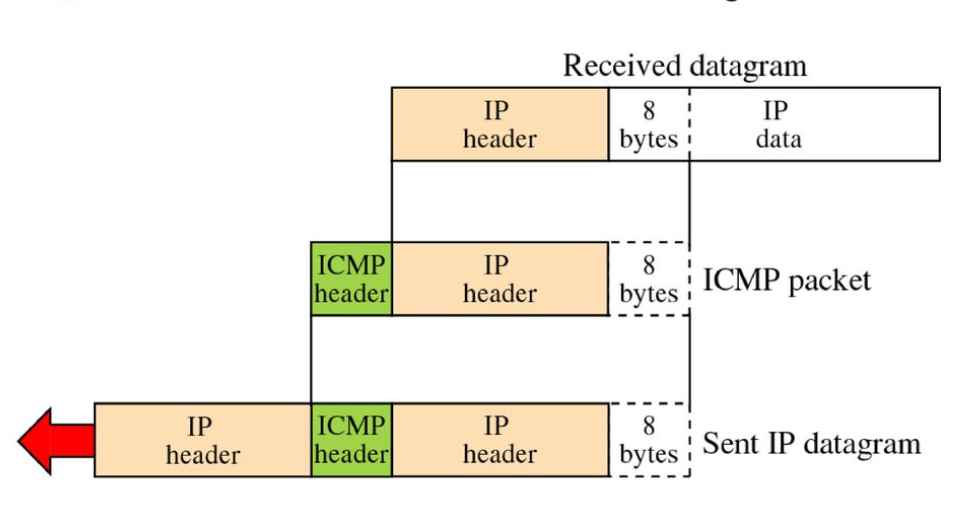 Received datagram
IP header
8 bytes
IP data
ICMP header
IP header
8 bytes
ICMP packet
IP header
ICMP header
IP header
8 bytes
Sent IP datagram